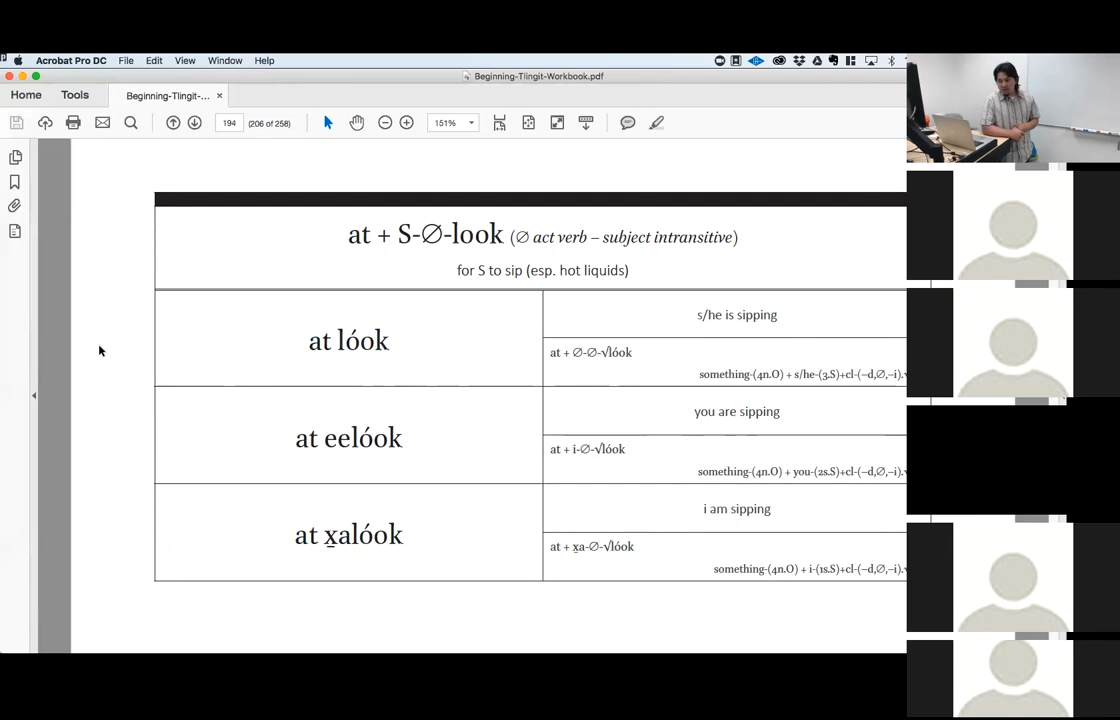 Acrobat Pro DC File Edit View Window Help
Beginning-Tlingit-Workbook.pdf
Home Tools Beginning-Tlingit-... ×
194 (206 of 258) 151%
at + S-∅-look (∅ act verb – subject intransitive)
for S to sip (esp. hot liquids)
at lóok
s/he is sipping
at + ∅-∅-√lóok
something-(4n.O) + s/he-(3.S)+cl-(–d,∅,–i).
at eelóok
you are sipping
at + i-∅-√lóok
something-(4n.O) + you-(2s.S)+cl-(–d,∅,–i).
at x̱alóok
i am sipping
at + x̱a-∅-√lóok
something-(4n.O) + i-(1s.S)+cl-(–d,∅,–i).